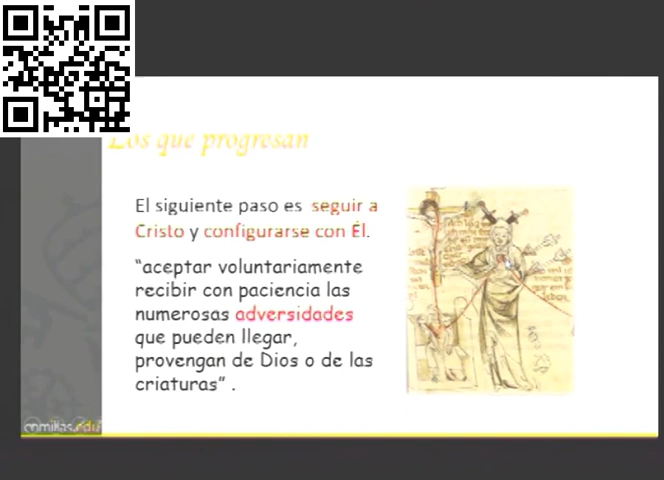 Los que progresan
El siguiente paso es seguir a
Cristo y configurarse con Él.
“aceptar voluntariamente
recibir con paciencia las
numerosas adversidades
que pueden llegar,
provengan de Dios o de las
criaturas” .
comillas.edu